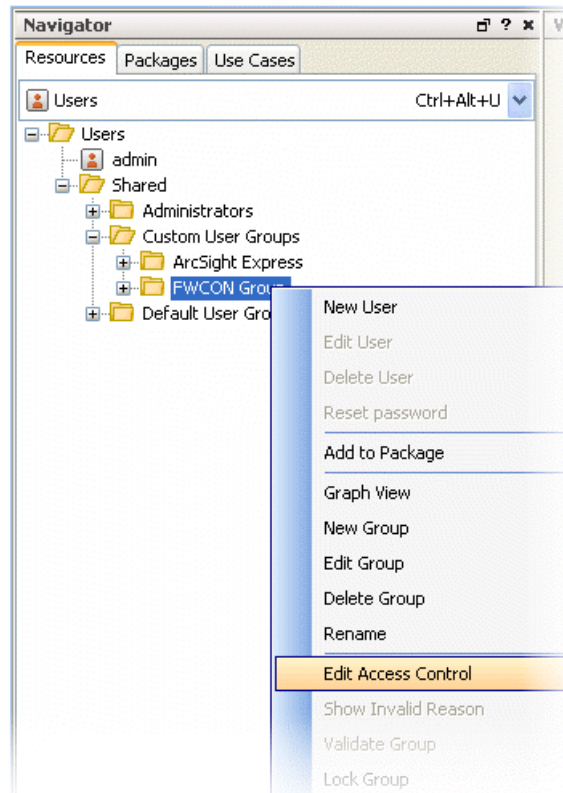 Navigator
Resources Packages Use Cases
Users Ctrl+Alt+U
Users
admin
Shared
Administrators
Custom User Groups
ArcSight Express
FWCON Grou
Default User Gro
New User
Edit User
Delete User
Reset password
Add to Package
Graph View
New Group
Edit Group
Delete Group
Rename
Edit Access Control
Show Invalid Reason
Validate Group
Lock Group